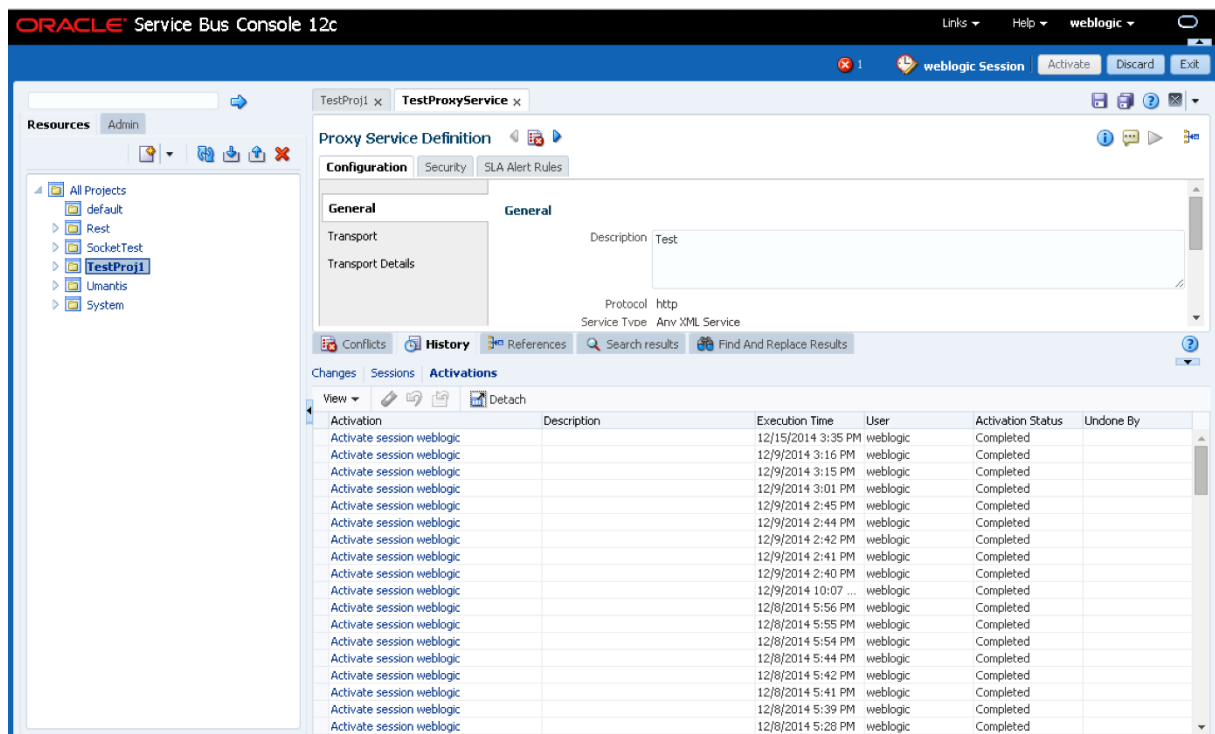 ORACLE Service Bus Console 12c
Links Help weblogic
1 weblogic Session Activate Discard Exit
TestProj1 x TestProxyService x
Resources Admin
Proxy Service Definition
Configuration Security SLA Alert Rules
All Projects
default
Rest
SocketTest
TestProj1
Umantis
System
General
Transport
Transport Details
General
Description Test
Protocol http
Service Type Any XML Service
Conflicts History References Search results Find And Replace Results
Changes Sessions Activations
View Detach
Activation Description Execution Time User Activation Status Undone By
Activate session weblogic 12/15/2014 3:35 PM weblogic Completed
Activate session weblogic 12/9/2014 3:16 PM weblogic Completed
Activate session weblogic 12/9/2014 3:15 PM weblogic Completed
Activate session weblogic 12/9/2014 3:01 PM weblogic Completed
Activate session weblogic 12/9/2014 2:45 PM weblogic Completed
Activate session weblogic 12/9/2014 2:44 PM weblogic Completed
Activate session weblogic 12/9/2014 2:42 PM weblogic Completed
Activate session weblogic 12/9/2014 2:41 PM weblogic Completed
Activate session weblogic 12/9/2014 2:40 PM weblogic Completed
Activate session weblogic 12/9/2014 10:07 ... weblogic Completed
Activate session weblogic 12/8/2014 5:56 PM weblogic Completed
Activate session weblogic 12/8/2014 5:55 PM weblogic Completed
Activate session weblogic 12/8/2014 5:54 PM weblogic Completed
Activate session weblogic 12/8/2014 5:44 PM weblogic Completed
Activate session weblogic 12/8/2014 5:42 PM weblogic Completed
Activate session weblogic 12/8/2014 5:41 PM weblogic Completed
Activate session weblogic 12/8/2014 5:39 PM weblogic Completed
Activate session weblogic 12/8/2014 5:28 PM weblogic Completed